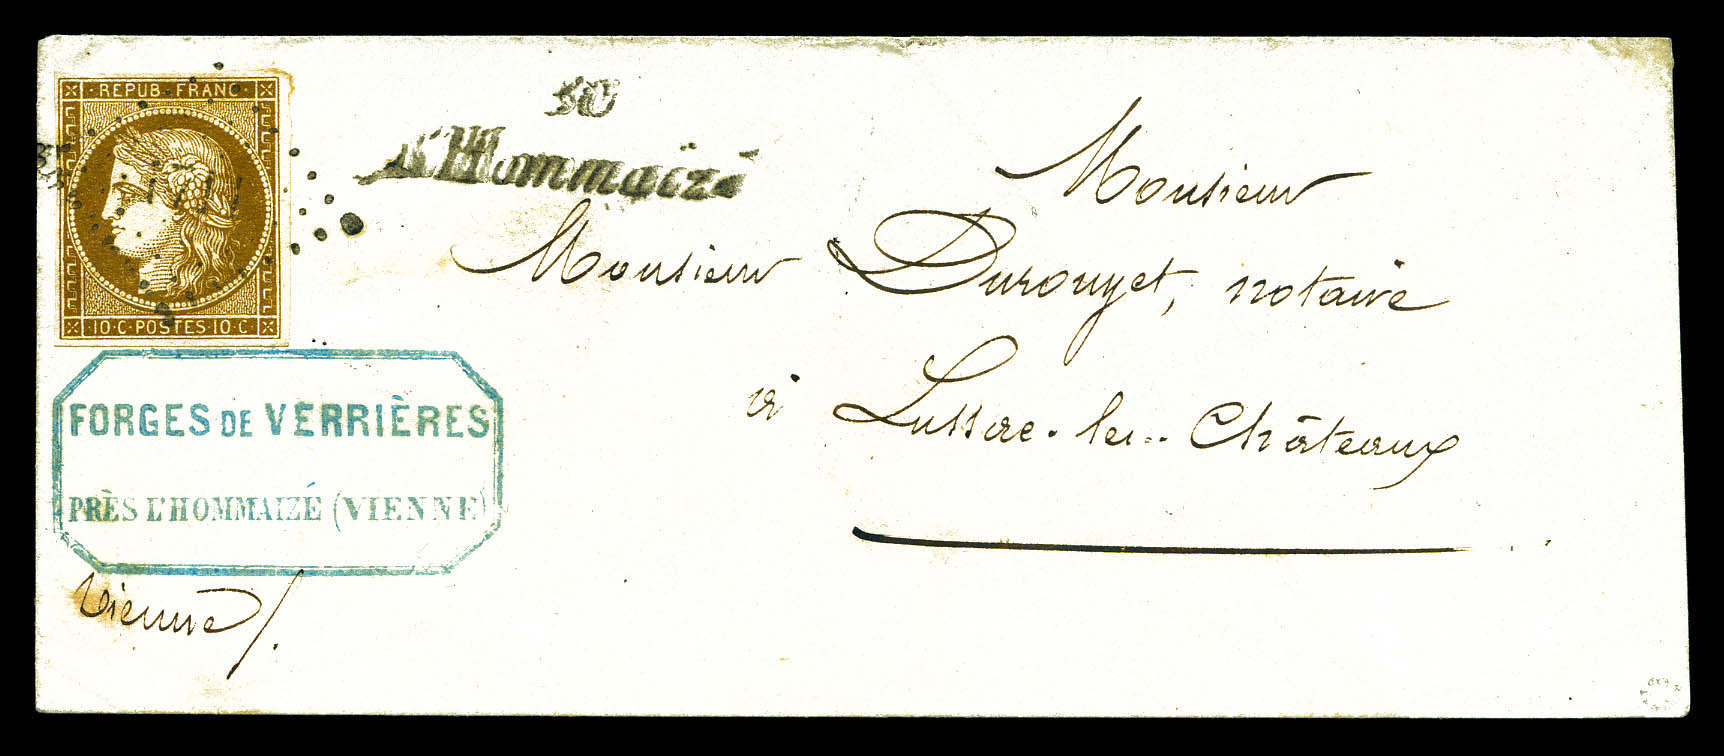 REPUB·FRANC
10·C·POSTES·10·C
L'Hommaizé
Monsieur
Monsieur Durouyet, notaire
à Lussac-les-Châteaux
FORGES DE VERRIÈRES
PRÈS L'HOMMAIZÉ (VIENNE)
Vienne